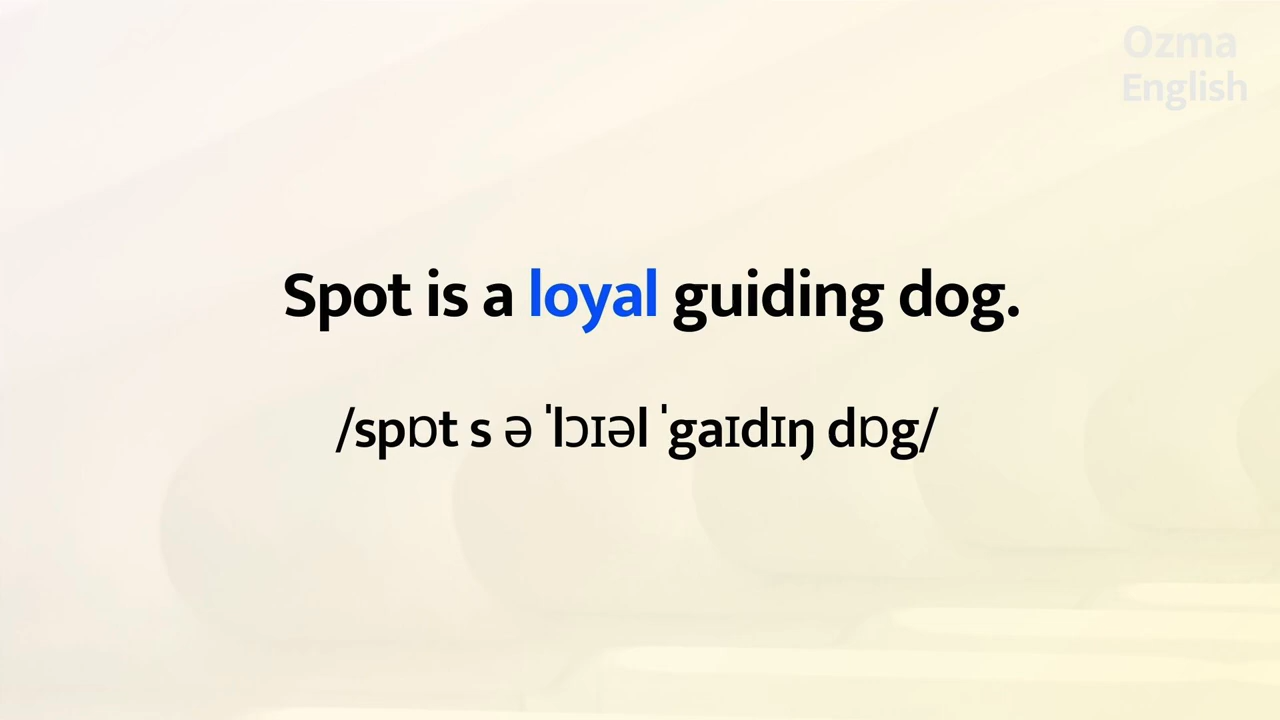 Ozma
English
Spot is a loyal guiding dog.
/spɒt s ə ˈlɔɪəl ˈgaɪdɪŋ dɒg/